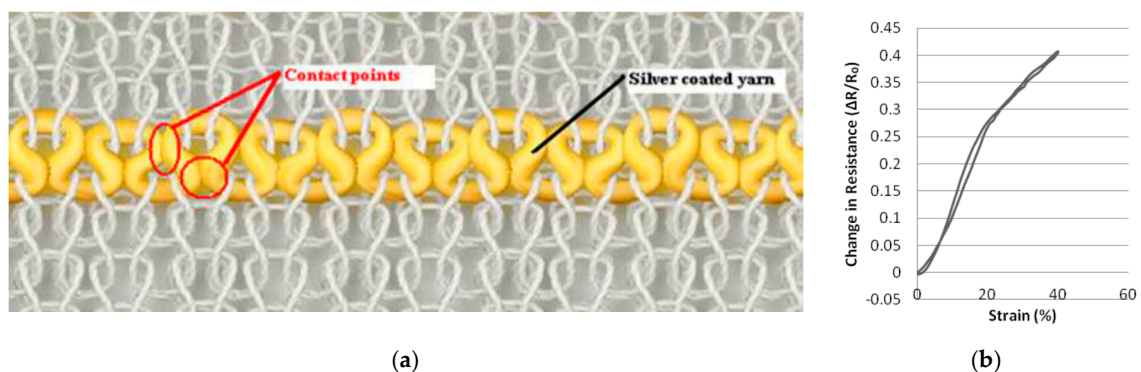 Contact points
Silver coated yarn
(a)
Change in Resistance (ΔR/R₀)
0.45
0.4
0.35
0.3
0.25
0.2
0.15
0.1
0.05
0
-0.05
0 20 40 60
Strain (%)
(b)